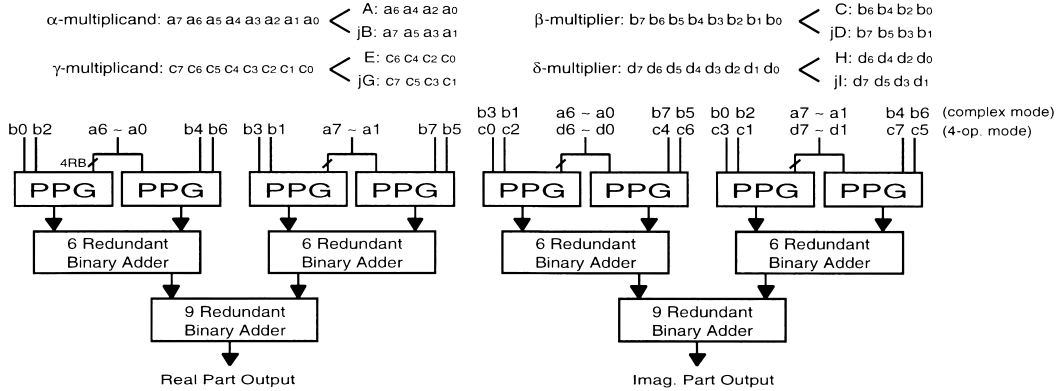 α-multiplicand: a7 a6 a5 a4 a3 a2 a1 a0
A: a6 a4 a2 a0
jB: a7 a5 a3 a1
β-multiplier: b7 b6 b5 b4 b3 b2 b1 b0
C: b6 b4 b2 b0
jD: b7 b5 b3 b1
γ-multiplicand: c7 c6 c5 c4 c3 c2 c1 c0
E: c6 c4 c2 c0
jG: c7 c5 c3 c1
δ-multiplier: d7 d6 d5 d4 d3 d2 d1 d0
H: d6 d4 d2 d0
jI: d7 d5 d3 d1
b3 b1 a6 ~ a0 b7 b5 b0 b2 a7 ~ a1 b4 b6 (complex mode)
b0 b2 a6 ~ a0 b4 b6 b3 b1 a7 ~ a1 b7 b5 c0 c2 d6 ~ d0 c4 c6 c3 c1 d7 ~ d1 c7 c5 (4-op. mode)
4RB
PPG PPG PPG PPG PPG PPG PPG PPG
6 Redundant Binary Adder
6 Redundant Binary Adder
6 Redundant Binary Adder
6 Redundant Binary Adder
9 Redundant Binary Adder
9 Redundant Binary Adder
Real Part Output
Imag. Part Output